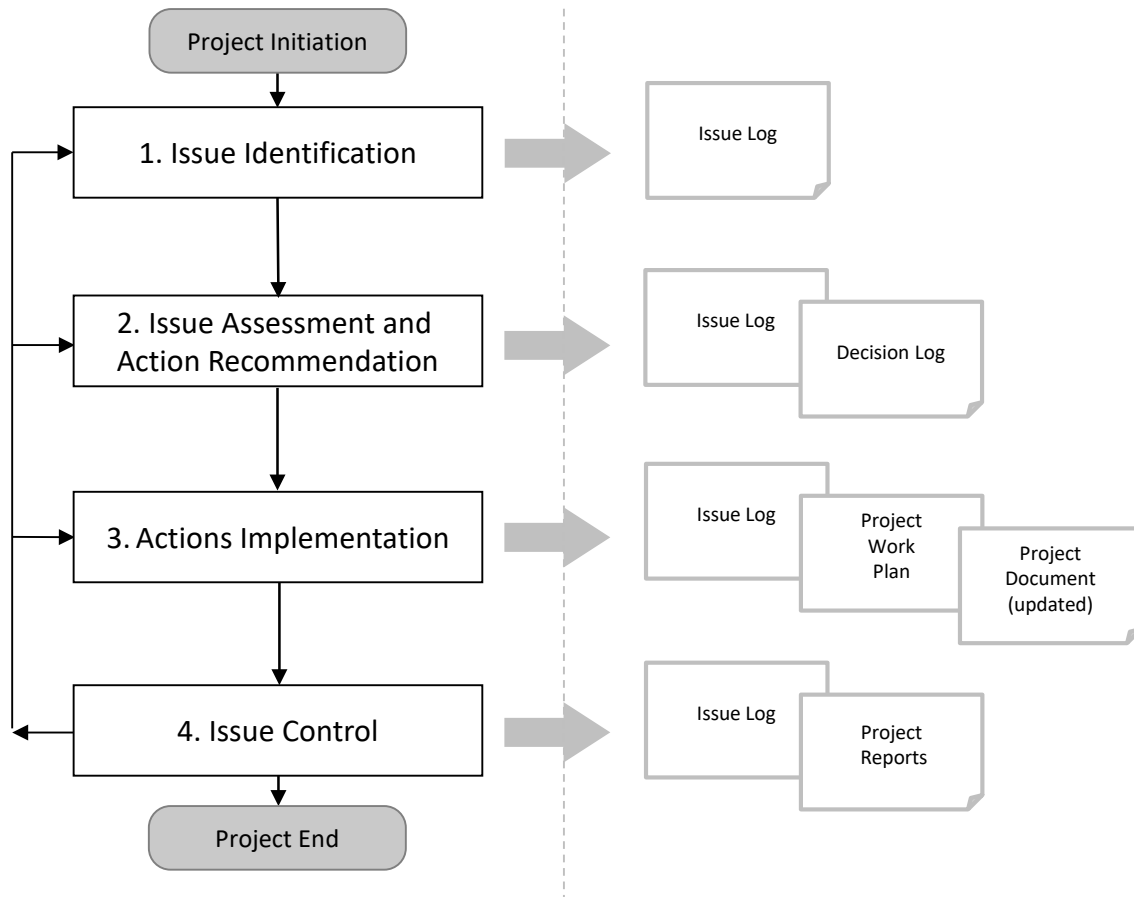 Project Initiation
1. Issue Identification
Issue Log
2. Issue Assessment and
Action Recommendation
Issue Log
Decision Log
3. Actions Implementation
Issue Log
Project
Work
Plan
Project
Document
(updated)
4. Issue Control
Issue Log
Project
Reports
Project End